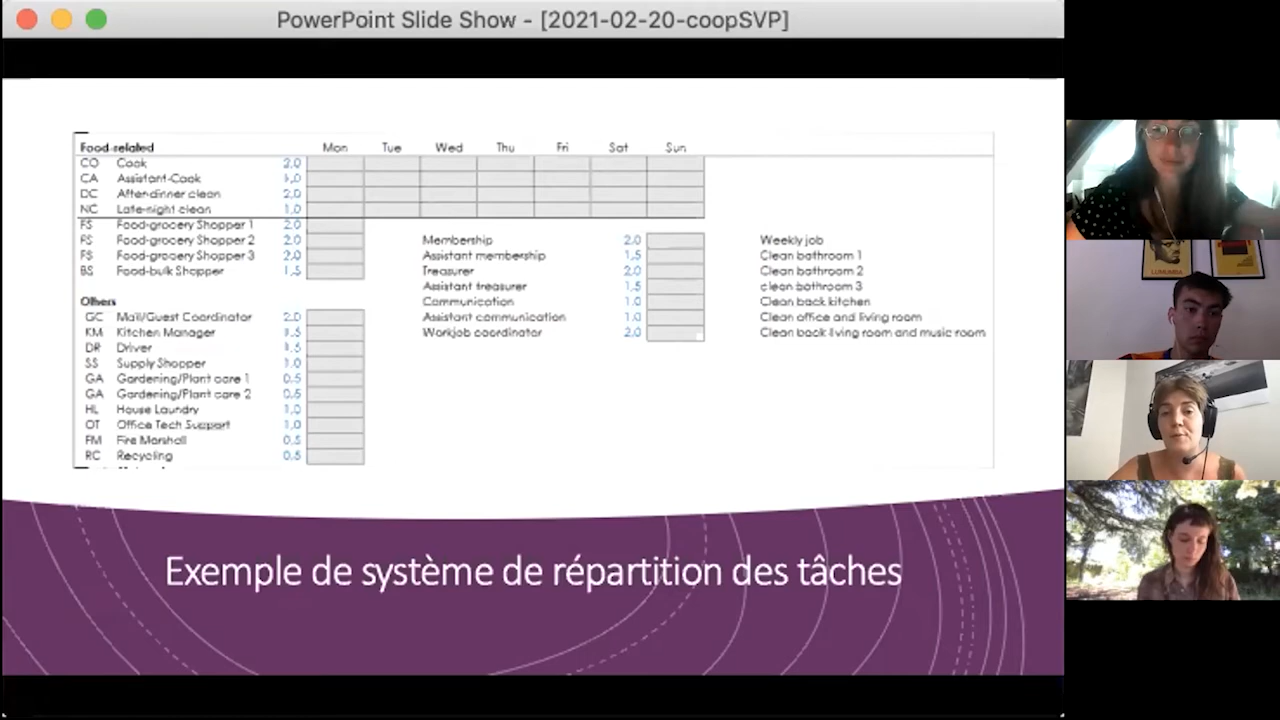 PowerPoint Slide Show - [2021-02-20-coopSVP]
Food-related Mon Tue Wed Thu Fri Sat Sun
CO Cook 2.0
CA Assistant-Cook 1.0
DC After-dinner clean 2.0
NC Late-night clean 1.0
FS Food-grocery Shopper 1 2.0
FS Food-grocery Shopper 2 2.0
FS Food-grocery Shopper 3 2.0
BS Food-bulk Shopper 1.5
Others
GC Mail/Guest Coordinator 2.0
KM Kitchen Manager 1.5
DR Driver 1.5
SS Supply Shopper 1.0
GA Gardening/Plant care 1 0.5
GA Gardening/Plant care 2 0.5
HL House Laundry 1.0
OT Office Tech Support 1.0
FM Fire Marshall 0.5
RC Recycling 0.5
Membership 2.0
Assistant membership 1.5
Treasurer 2.0
Assistant treasurer 1.5
Communication 1.0
Assistant communication 1.0
Workjob coordinator 2.0
Weekly job
Clean bathroom 1
Clean bathroom 2
clean bathroom 3
Clean back kitchen
Clean office and living room
Clean back living room and music room
Exemple de système de répartition des tâches
LUMUMBA